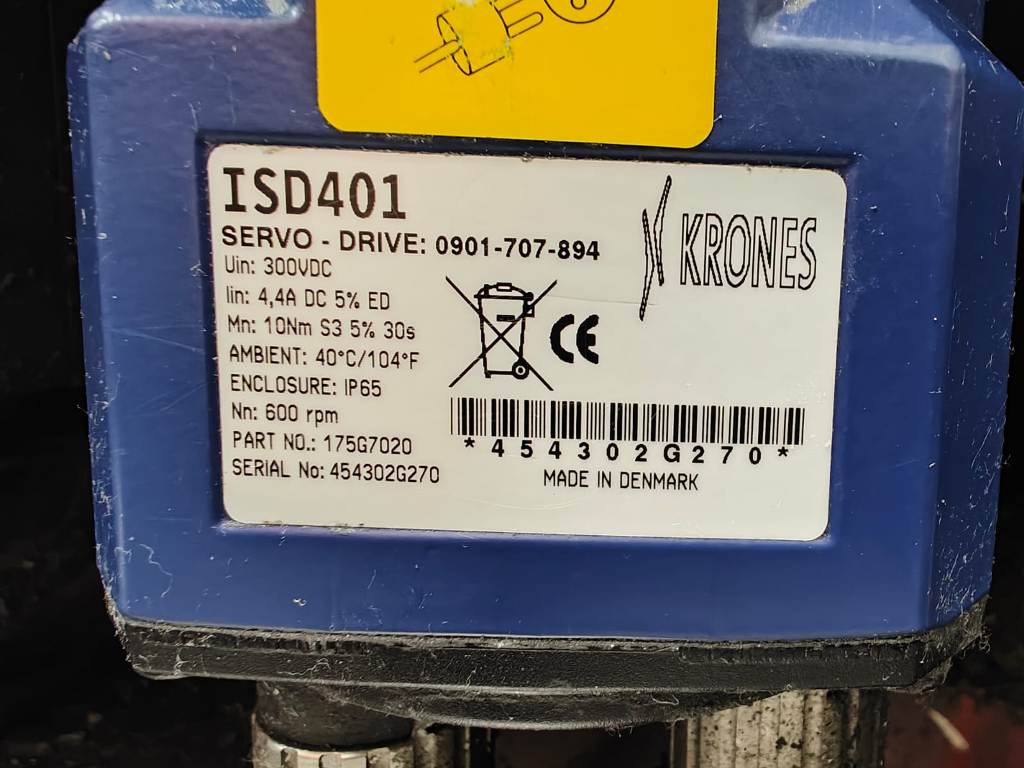 ISD401
SERVO - DRIVE: 0901-707-894
KRONES
Uin: 300VDC
Iin: 4,4A DC 5% ED
Mn: 10Nm S3 5% 30s
AMBIENT: 40°C/104°F
ENCLOSURE: IP65
Nn: 600 rpm
PART NO.: 175G7020
SERIAL No: 454302G270
CE
*454302G270*
MADE IN DENMARK